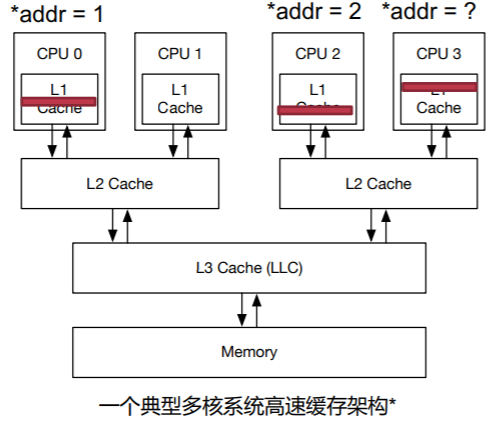 *addr = 1
*addr = 2
*addr = ?
CPU 0
CPU 1
CPU 2
CPU 3
L1
Cache
L1
Cache
L1
Cache
L1
Cache
L2 Cache
L2 Cache
L3 Cache (LLC)
Memory
一个典型多核系统高速缓存架构*